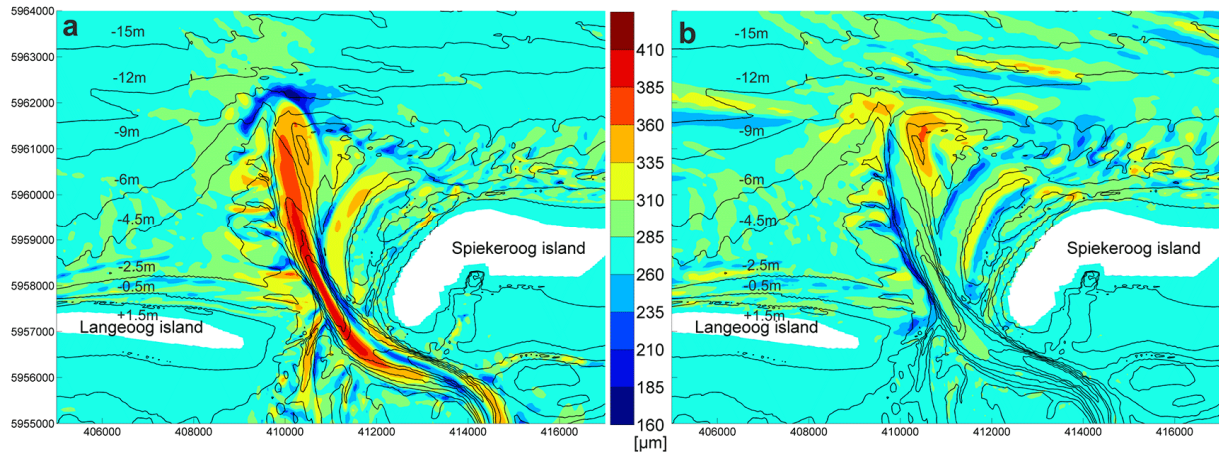 5964000
5963000
5962000
5961000
5960000
5959000
5958000
5957000
5956000
5955000
a
-15m
-12m
-9m
-6m
-4.5m
-2.5m
-0.5m
+1.5m
Langeoog island
Spiekeroog island
406000 408000 410000 412000 414000 416000
410
385
360
335
310
285
260
235
210
185
160
[µm]
b
-15m
-12m
-9m
-6m
-4.5m
-2.5m
-0.5m
+1.5m
Langeoog island
Spiekeroog island
406000 408000 410000 412000 414000 416000